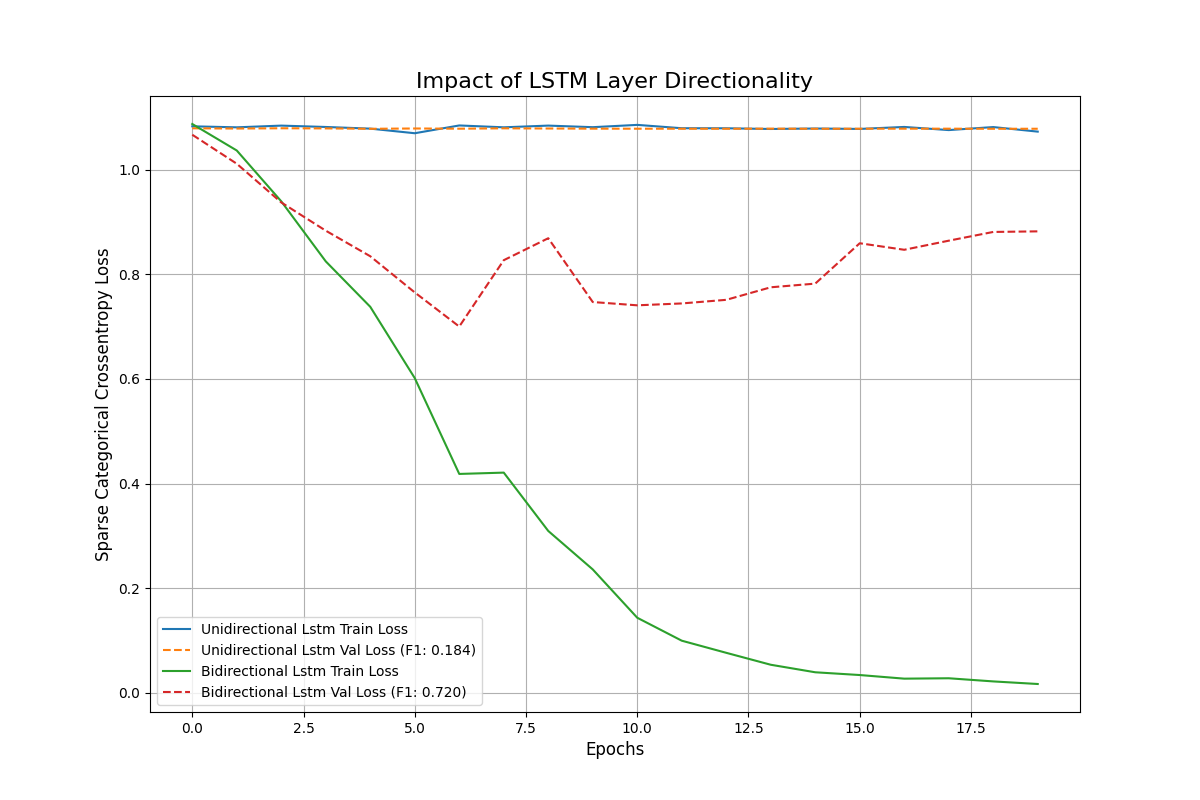 Impact of LSTM Layer Directionality
Sparse Categorical Crossentropy Loss
1.0
0.8
0.6
0.4
0.2
0.0
Unidirectional Lstm Train Loss
Unidirectional Lstm Val Loss (F1: 0.184)
Bidirectional Lstm Train Loss
Bidirectional Lstm Val Loss (F1: 0.720)
0.0 2.5 5.0 7.5 10.0 12.5 15.0 17.5
Epochs